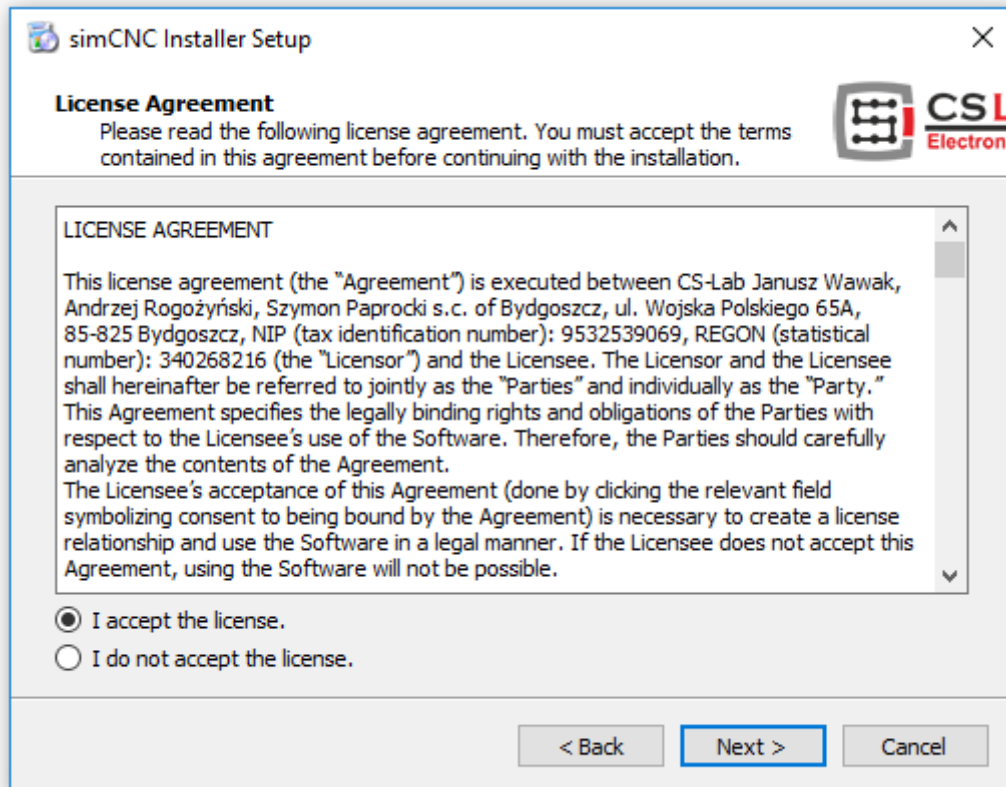 simCNC Installer Setup
License Agreement
Please read the following license agreement. You must accept the terms
contained in this agreement before continuing with the installation.
CSL
Electron
LICENSE AGREEMENT
This license agreement (the “Agreement”) is executed between CS-Lab Janusz Wawak,
Andrzej Rogożyński, Szymon Paprocki s.c. of Bydgoszcz, ul. Wojska Polskiego 65A,
85-825 Bydgoszcz, NIP (tax identification number): 9532539069, REGON (statistical
number): 340268216 (the “Licensor”) and the Licensee. The Licensor and the Licensee
shall hereinafter be referred to jointly as the “Parties” and individually as the “Party.”
This Agreement specifies the legally binding rights and obligations of the Parties with
respect to the Licensee’s use of the Software. Therefore, the Parties should carefully
analyze the contents of the Agreement.
The Licensee’s acceptance of this Agreement (done by clicking the relevant field
symbolizing consent to being bound by the Agreement) is necessary to create a license
relationship and use the Software in a legal manner. If the Licensee does not accept this
Agreement, using the Software will not be possible.
I accept the license.
I do not accept the license.
< Back
Next >
Cancel